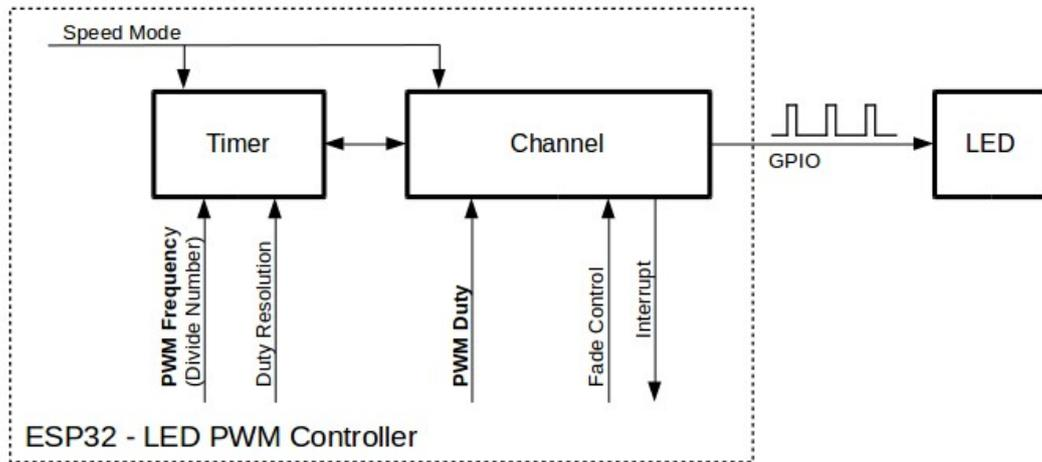 Speed Mode
Timer
Channel
GPIO
LED
PWM Frequency
(Divide Number)
Duty Resolution
PWM Duty
Fade Control
Interrupt
ESP32 - LED PWM Controller